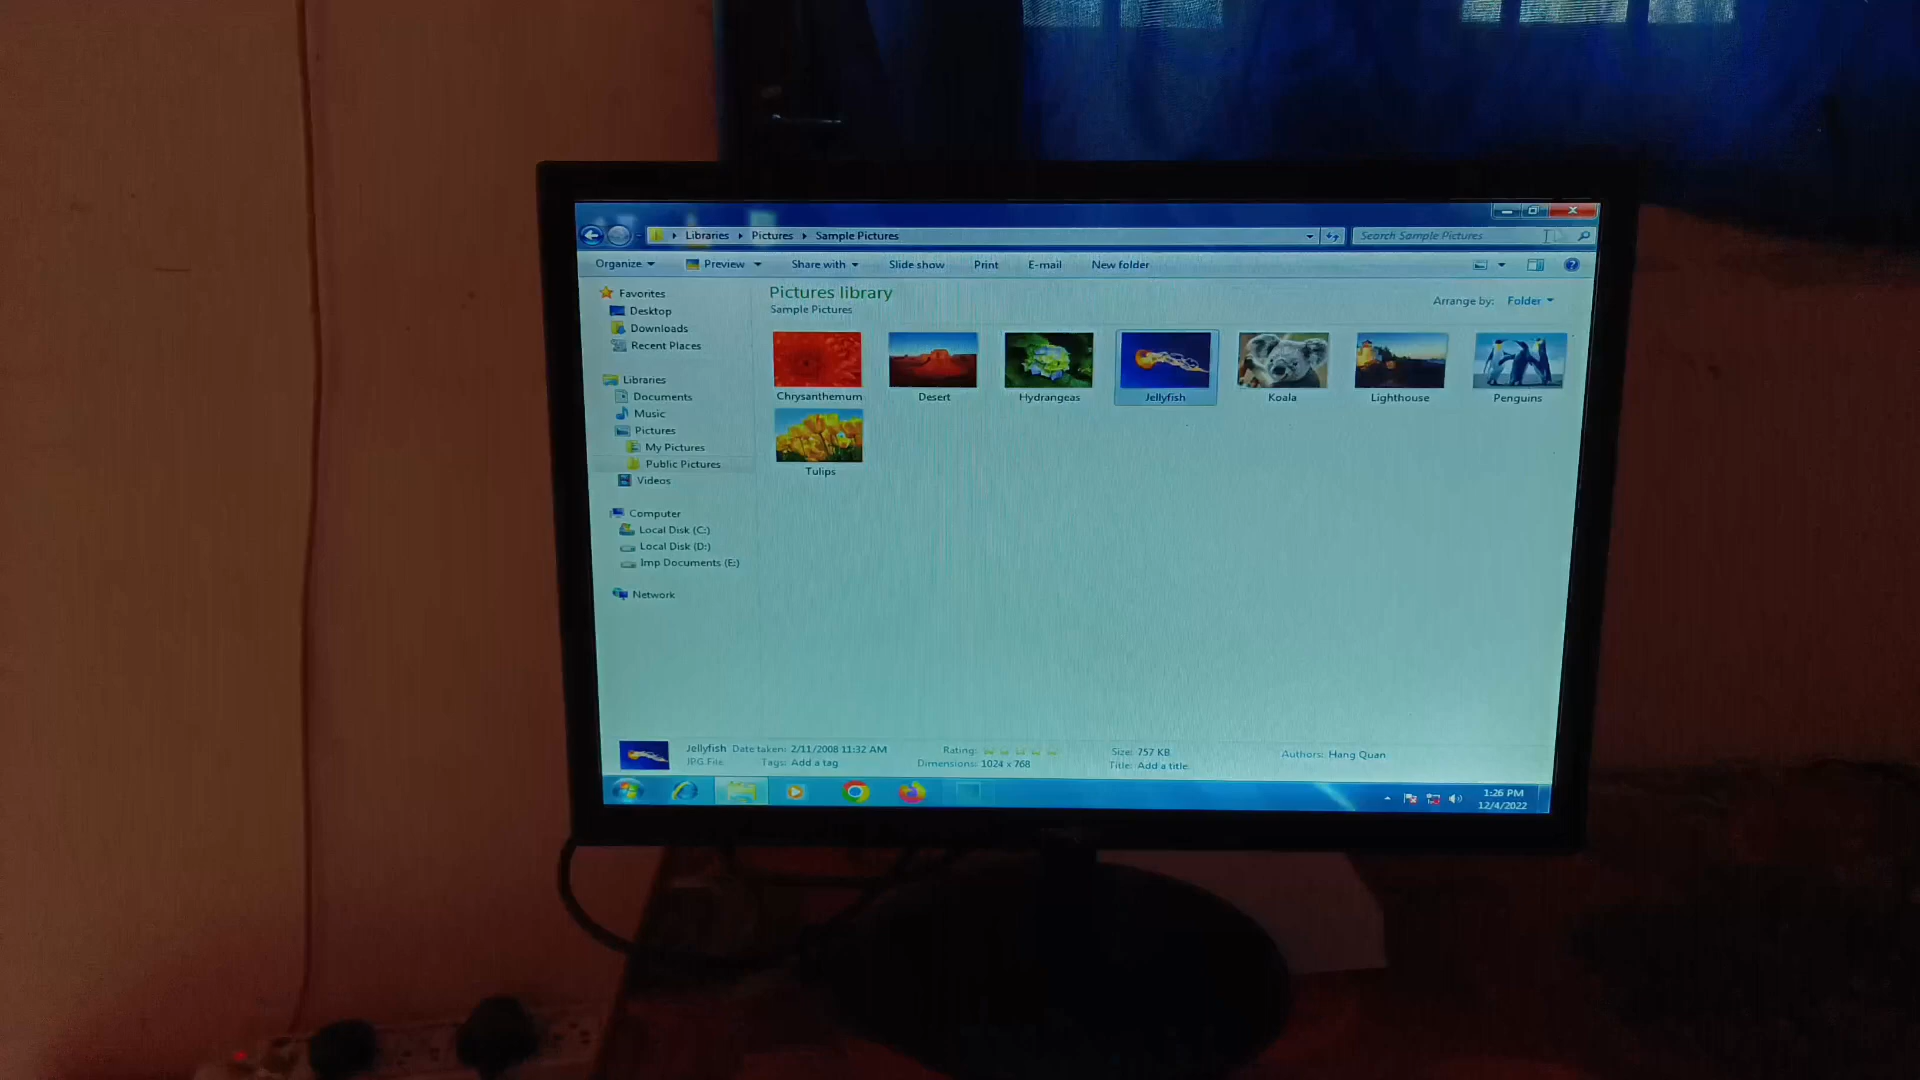 Libraries Pictures Sample Pictures
Search Sample Pictures
Organize Preview Share with Slide show Print E-mail New folder
Favorites
Desktop
Downloads
Recent Places
Libraries
Documents
Music
Pictures
My Pictures
Public Pictures
Videos
Computer
Local Disk (C:)
Local Disk (D:)
Imp Documents (E:)
Network
Pictures library
Sample Pictures
Arrange by: Folder
Chrysanthemum Desert Hydrangeas Jellyfish Koala Lighthouse Penguins
Tulips
Jellyfish Date taken: 2/11/2008 11:32 AM Rating: Size: 757 KB Authors: Hang Quan
JPG File Tags: Add a tag Dimensions: 1024 x 768 Title: Add a title
1:26 PM
12/4/2022